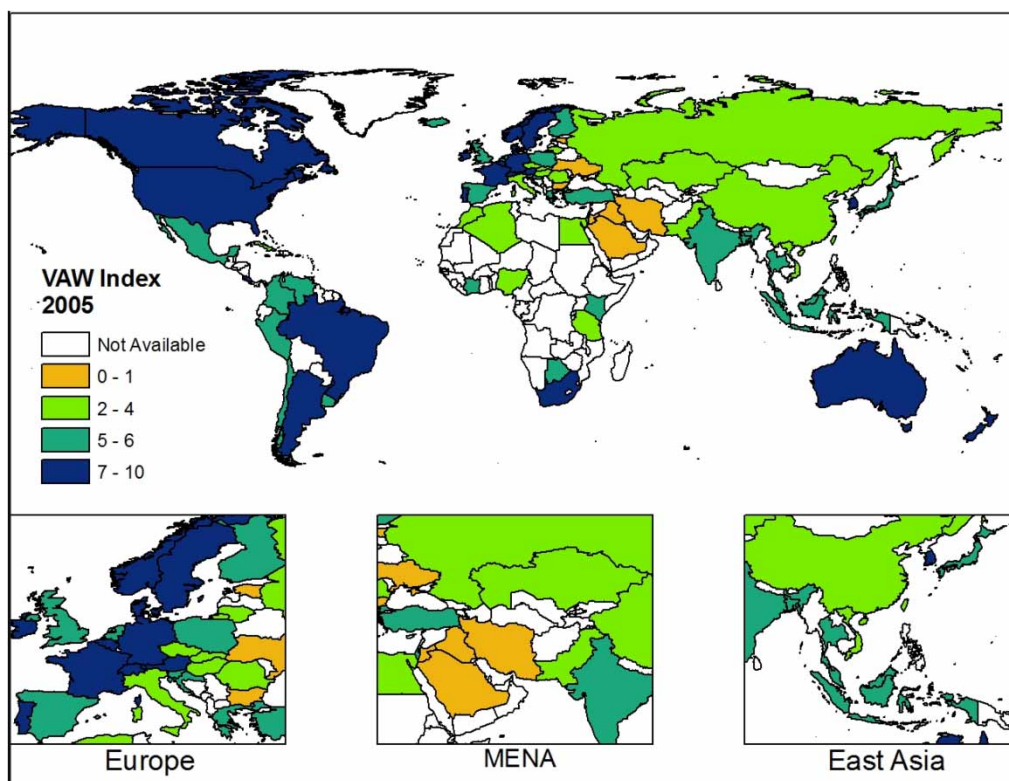 VAW Index
2005
Not Available
0 - 1
2 - 4
5 - 6
7 - 10
Europe
MENA
East Asia